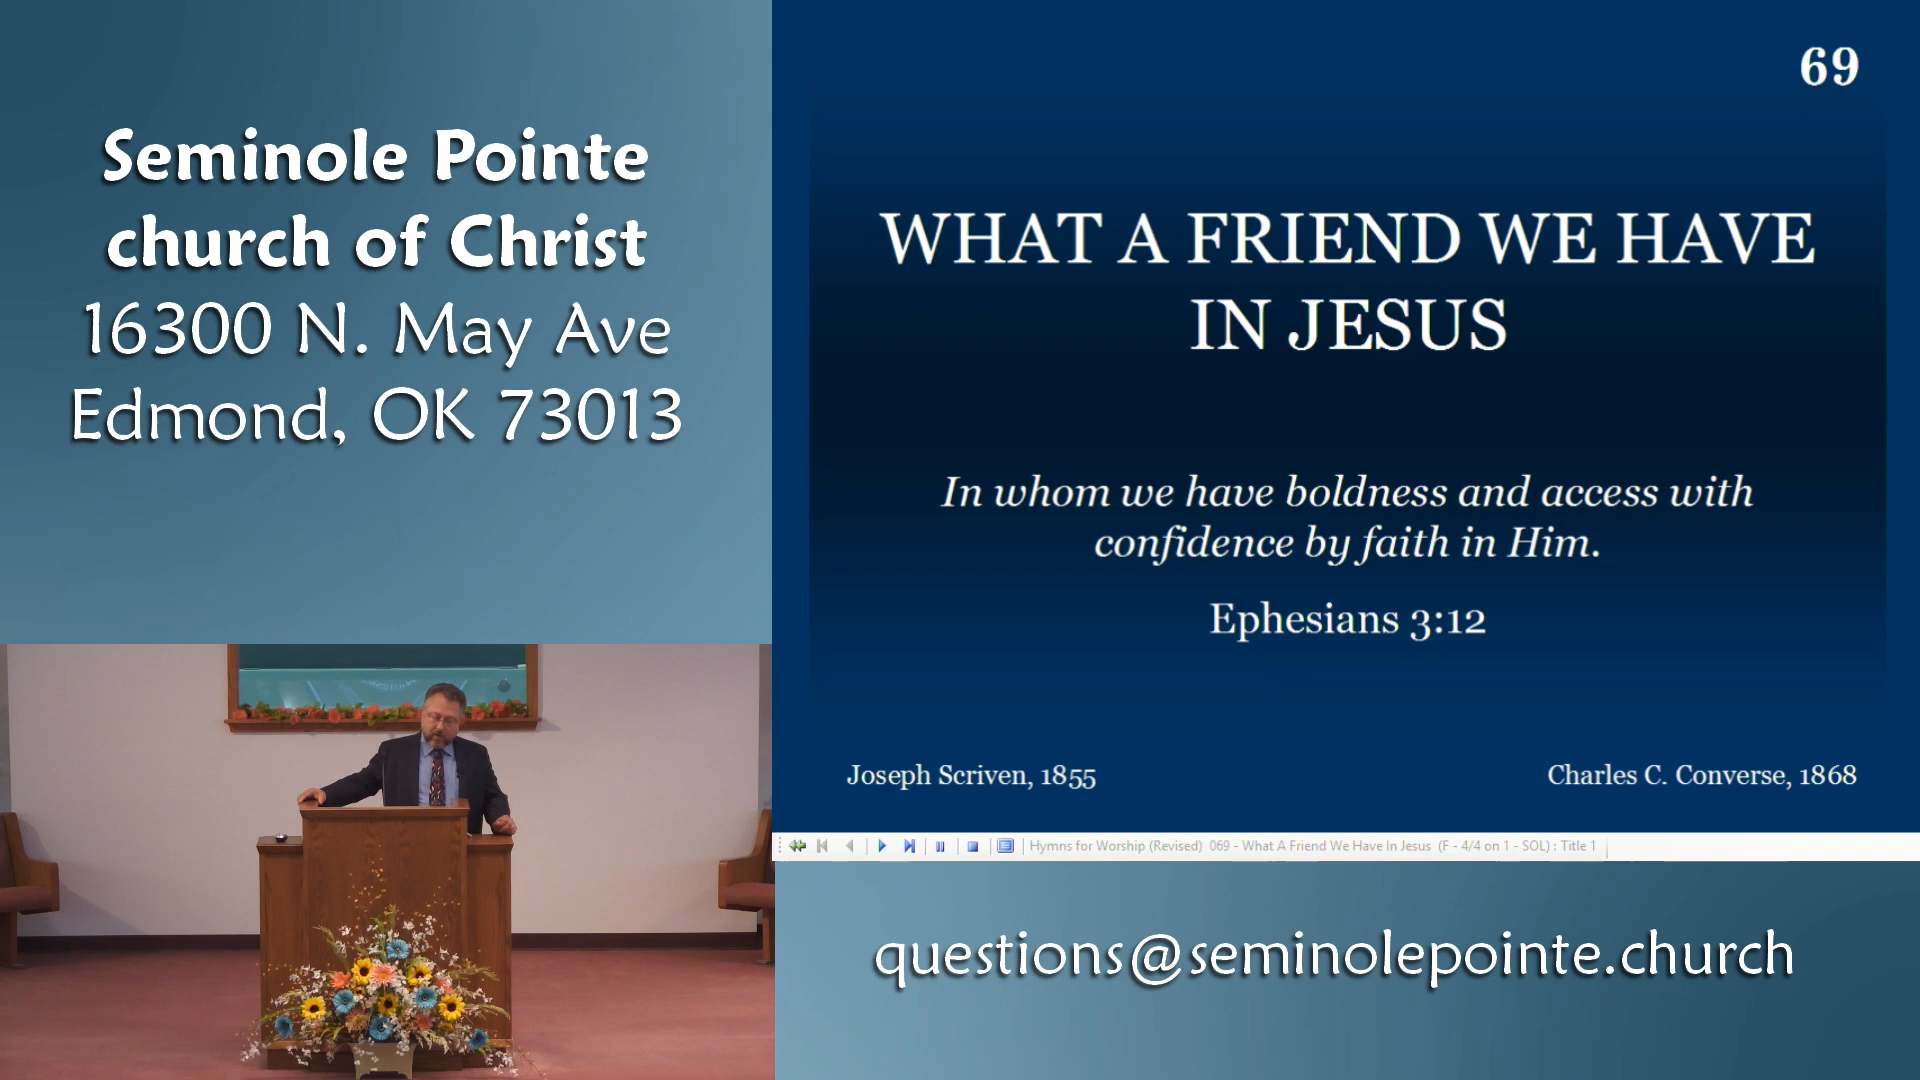 Seminole Pointe
church of Christ
16300 N. May Ave
Edmond, OK 73013
69
WHAT A FRIEND WE HAVE
IN JESUS
In whom we have boldness and access with
confidence by faith in Him.
Ephesians 3:12
Joseph Scriven, 1855
Charles C. Converse, 1868
Hymns for Worship (Revised) 069 - What A Friend We Have In Jesus (F - 4/4 on 1 - SOL) : Title 1
questions@seminolepointe.church